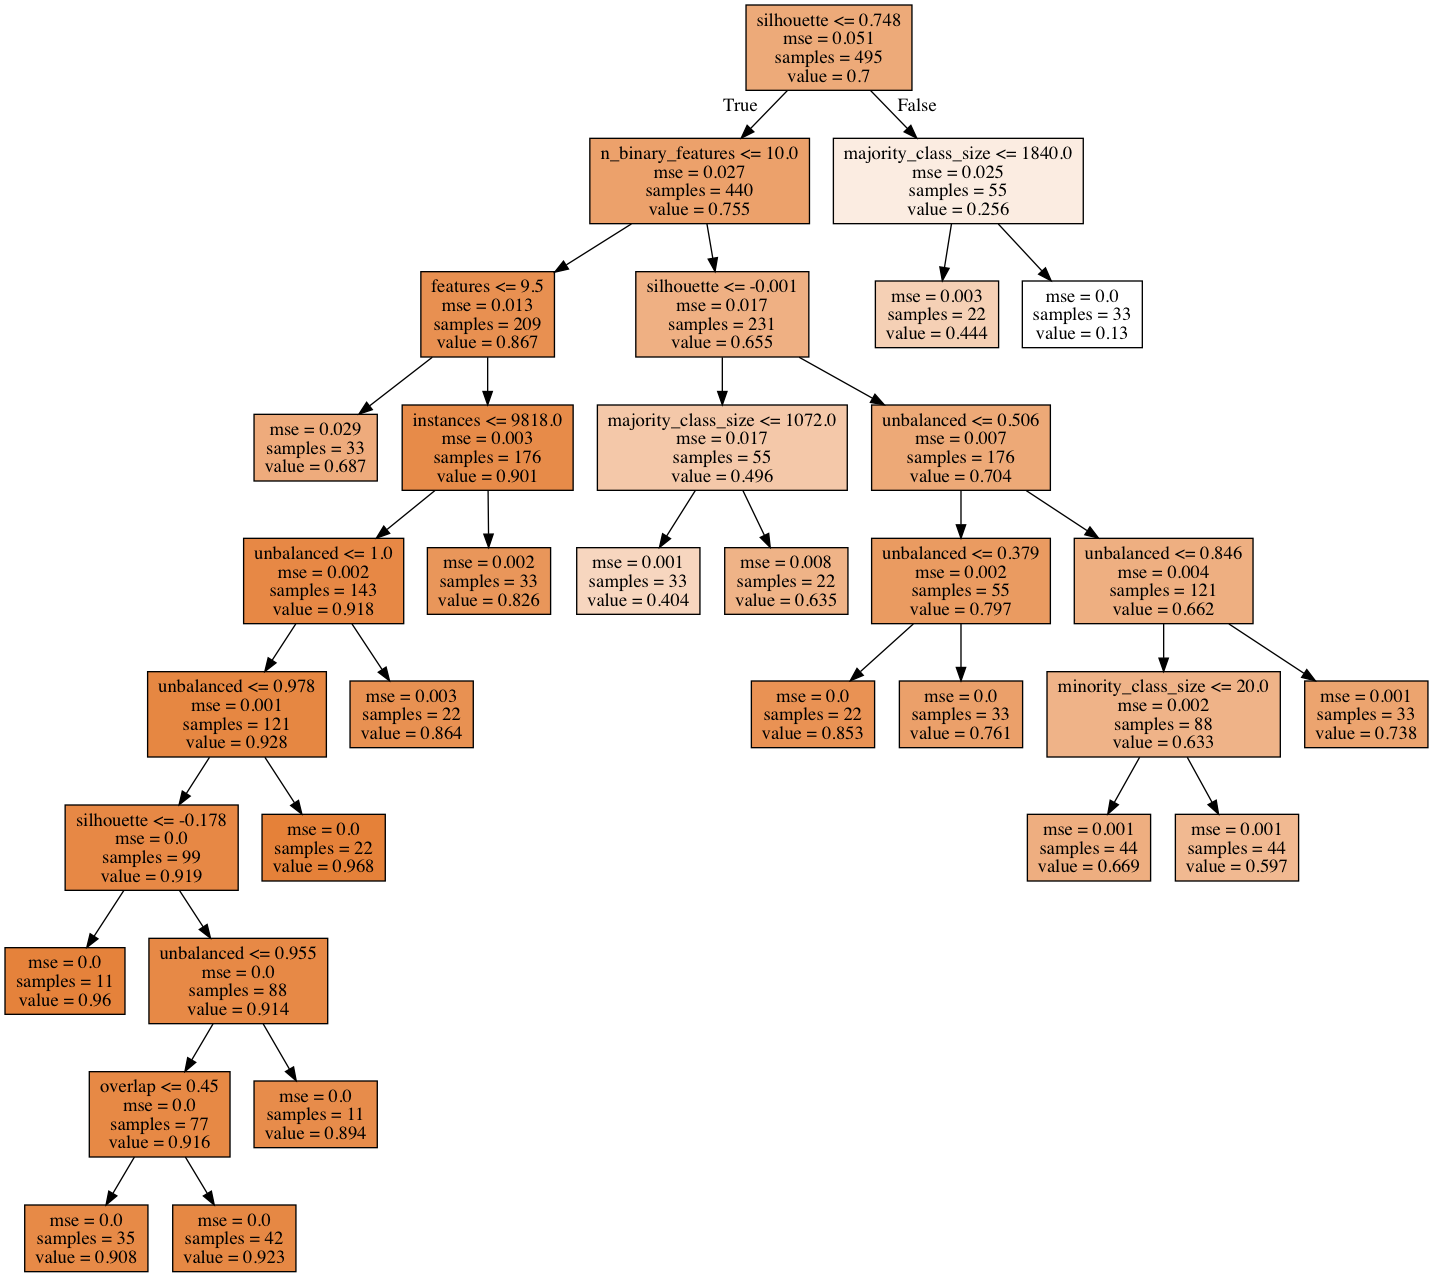 silhouette <= 0.748
mse = 0.051
samples = 495
value = 0.7
True
False
n_binary_features <= 10.0
mse = 0.027
samples = 440
value = 0.755
majority_class_size <= 1840.0
mse = 0.025
samples = 55
value = 0.256
features <= 9.5
mse = 0.013
samples = 209
value = 0.867
silhouette <= -0.001
mse = 0.017
samples = 231
value = 0.655
mse = 0.003
samples = 22
value = 0.444
mse = 0.0
samples = 33
value = 0.13
mse = 0.029
samples = 33
value = 0.687
instances <= 9818.0
mse = 0.003
samples = 176
value = 0.901
majority_class_size <= 1072.0
mse = 0.017
samples = 55
value = 0.496
unbalanced <= 0.506
mse = 0.007
samples = 176
value = 0.704
unbalanced <= 1.0
mse = 0.002
samples = 143
value = 0.918
mse = 0.002
samples = 33
value = 0.826
mse = 0.001
samples = 33
value = 0.404
mse = 0.008
samples = 22
value = 0.635
unbalanced <= 0.379
mse = 0.002
samples = 55
value = 0.797
unbalanced <= 0.846
mse = 0.004
samples = 121
value = 0.662
unbalanced <= 0.978
mse = 0.001
samples = 121
value = 0.928
mse = 0.003
samples = 22
value = 0.864
mse = 0.0
samples = 22
value = 0.853
mse = 0.0
samples = 33
value = 0.761
minority_class_size <= 20.0
mse = 0.002
samples = 88
value = 0.633
mse = 0.001
samples = 33
value = 0.738
silhouette <= -0.178
mse = 0.0
samples = 99
value = 0.919
mse = 0.0
samples = 22
value = 0.968
mse = 0.001
samples = 44
value = 0.669
mse = 0.001
samples = 44
value = 0.597
mse = 0.0
samples = 11
value = 0.96
unbalanced <= 0.955
mse = 0.0
samples = 88
value = 0.914
overlap <= 0.45
mse = 0.0
samples = 77
value = 0.916
mse = 0.0
samples = 11
value = 0.894
mse = 0.0
samples = 35
value = 0.908
mse = 0.0
samples = 42
value = 0.923